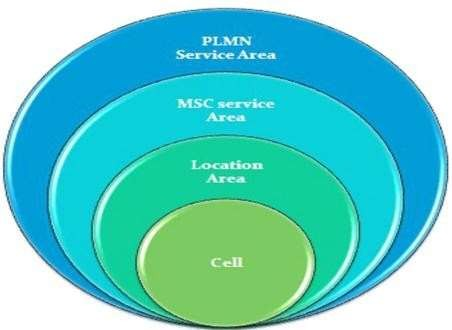 PLMN
Service Area
MSC service
Area
Location
Area
Cell